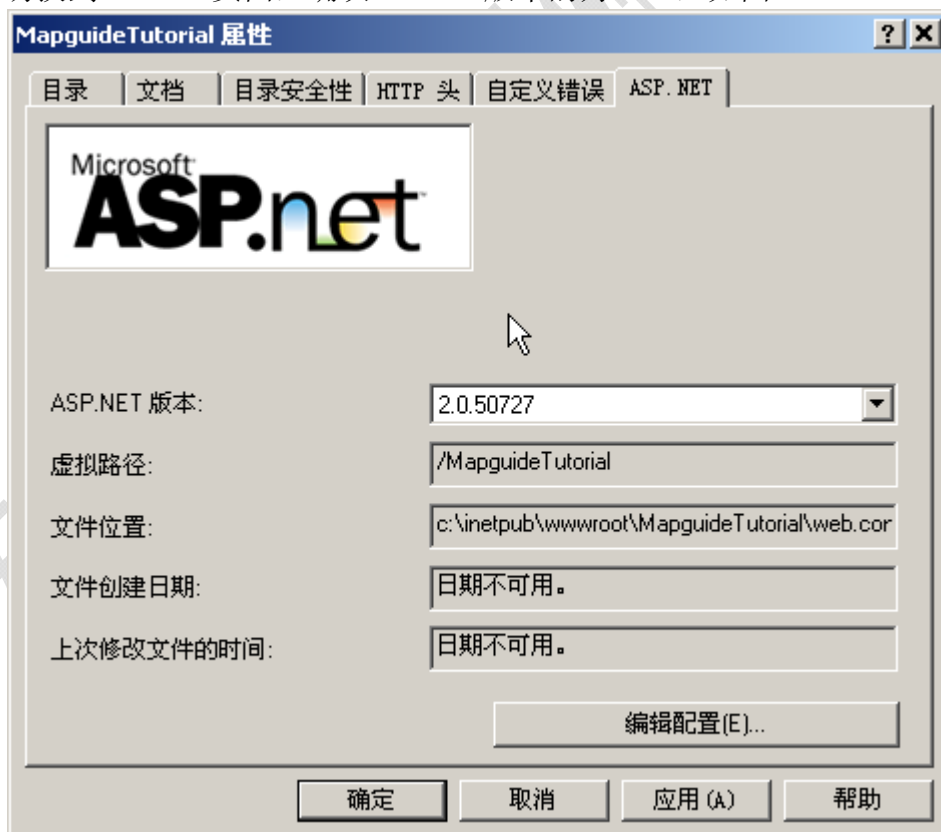 MapguideTutorial 属性
目录 文档 目录安全性 HTTP 头 自定义错误 ASP.NET
Microsoft
ASP.net
ASP.NET 版本: 2.0.50727
虚拟路径: /MapguideTutorial
文件位置: c:\inetpub\wwwroot\MapguideTutorial\web.cor
文件创建日期: 日期不可用。
上次修改文件的时间: 日期不可用。
编辑配置(E)...
确定 取消 应用(A) 帮助